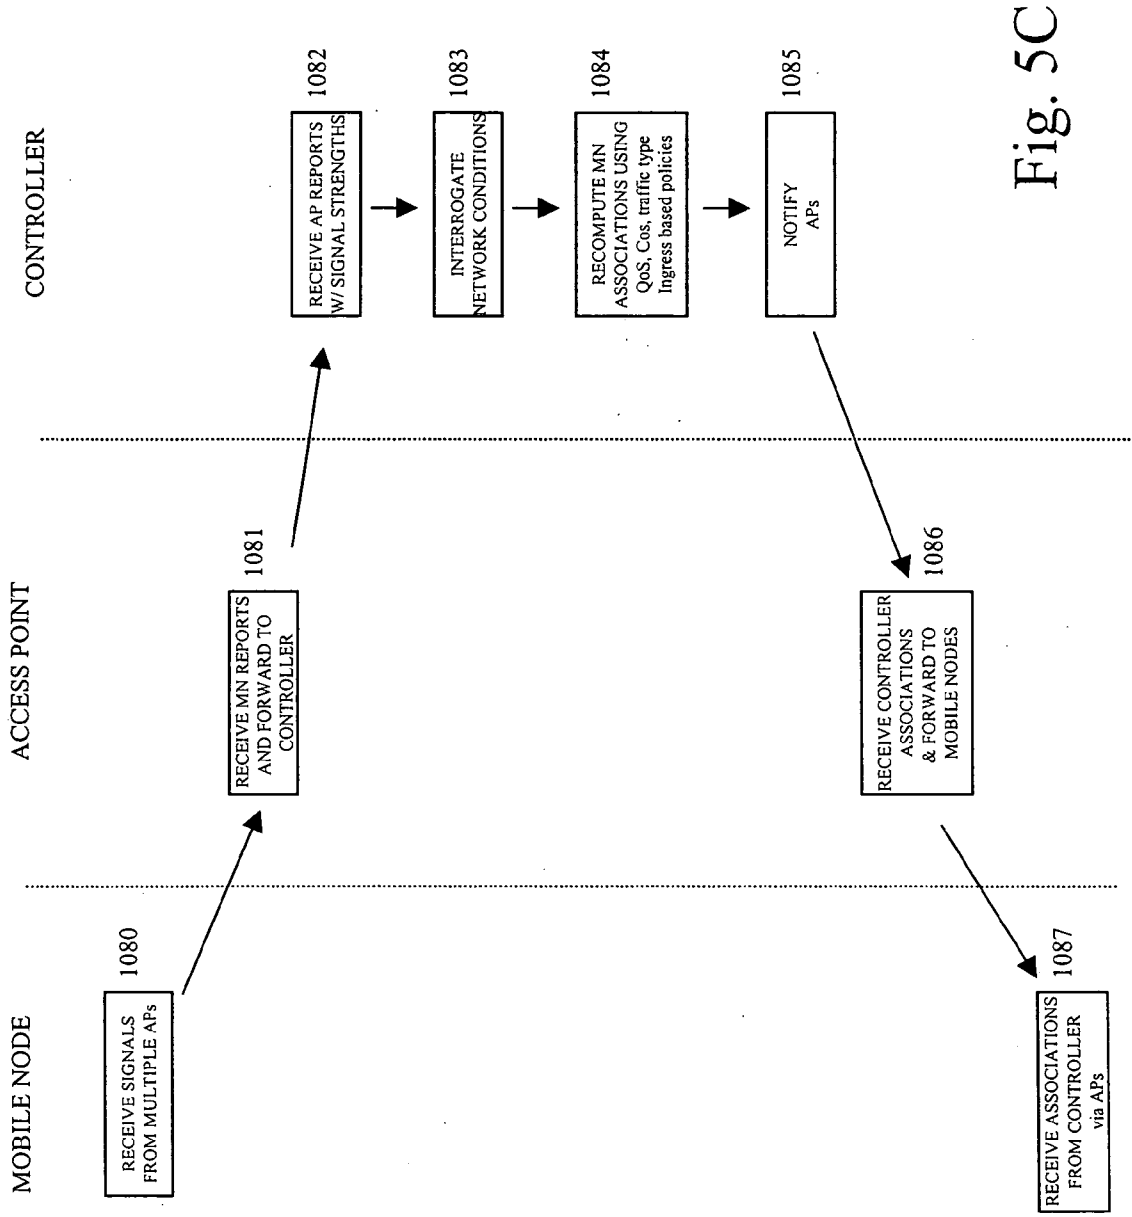 MOBILE NODE
ACCESS POINT
CONTROLLER
RECEIVE SIGNALS
FROM MULTIPLE APs
1080
RECEIVE MN REPORTS
AND FORWARD TO
CONTROLLER
1081
RECEIVE AP REPORTS
W/ SIGNAL STRENGTHS
1082
INTERROGATE
NETWORK CONDITIONS
1083
RECOMPUTE MN
ASSOCIATIONS USING
QoS, Cos, traffic type
Ingress based policies
1084
NOTIFY
APs
1085
RECEIVE CONTROLLER
ASSOCIATIONS
& FORWARD TO
MOBILE NODES
1086
RECEIVE ASSOCIATIONS
FROM CONTROLLER
via APs
1087
Fig. 5C